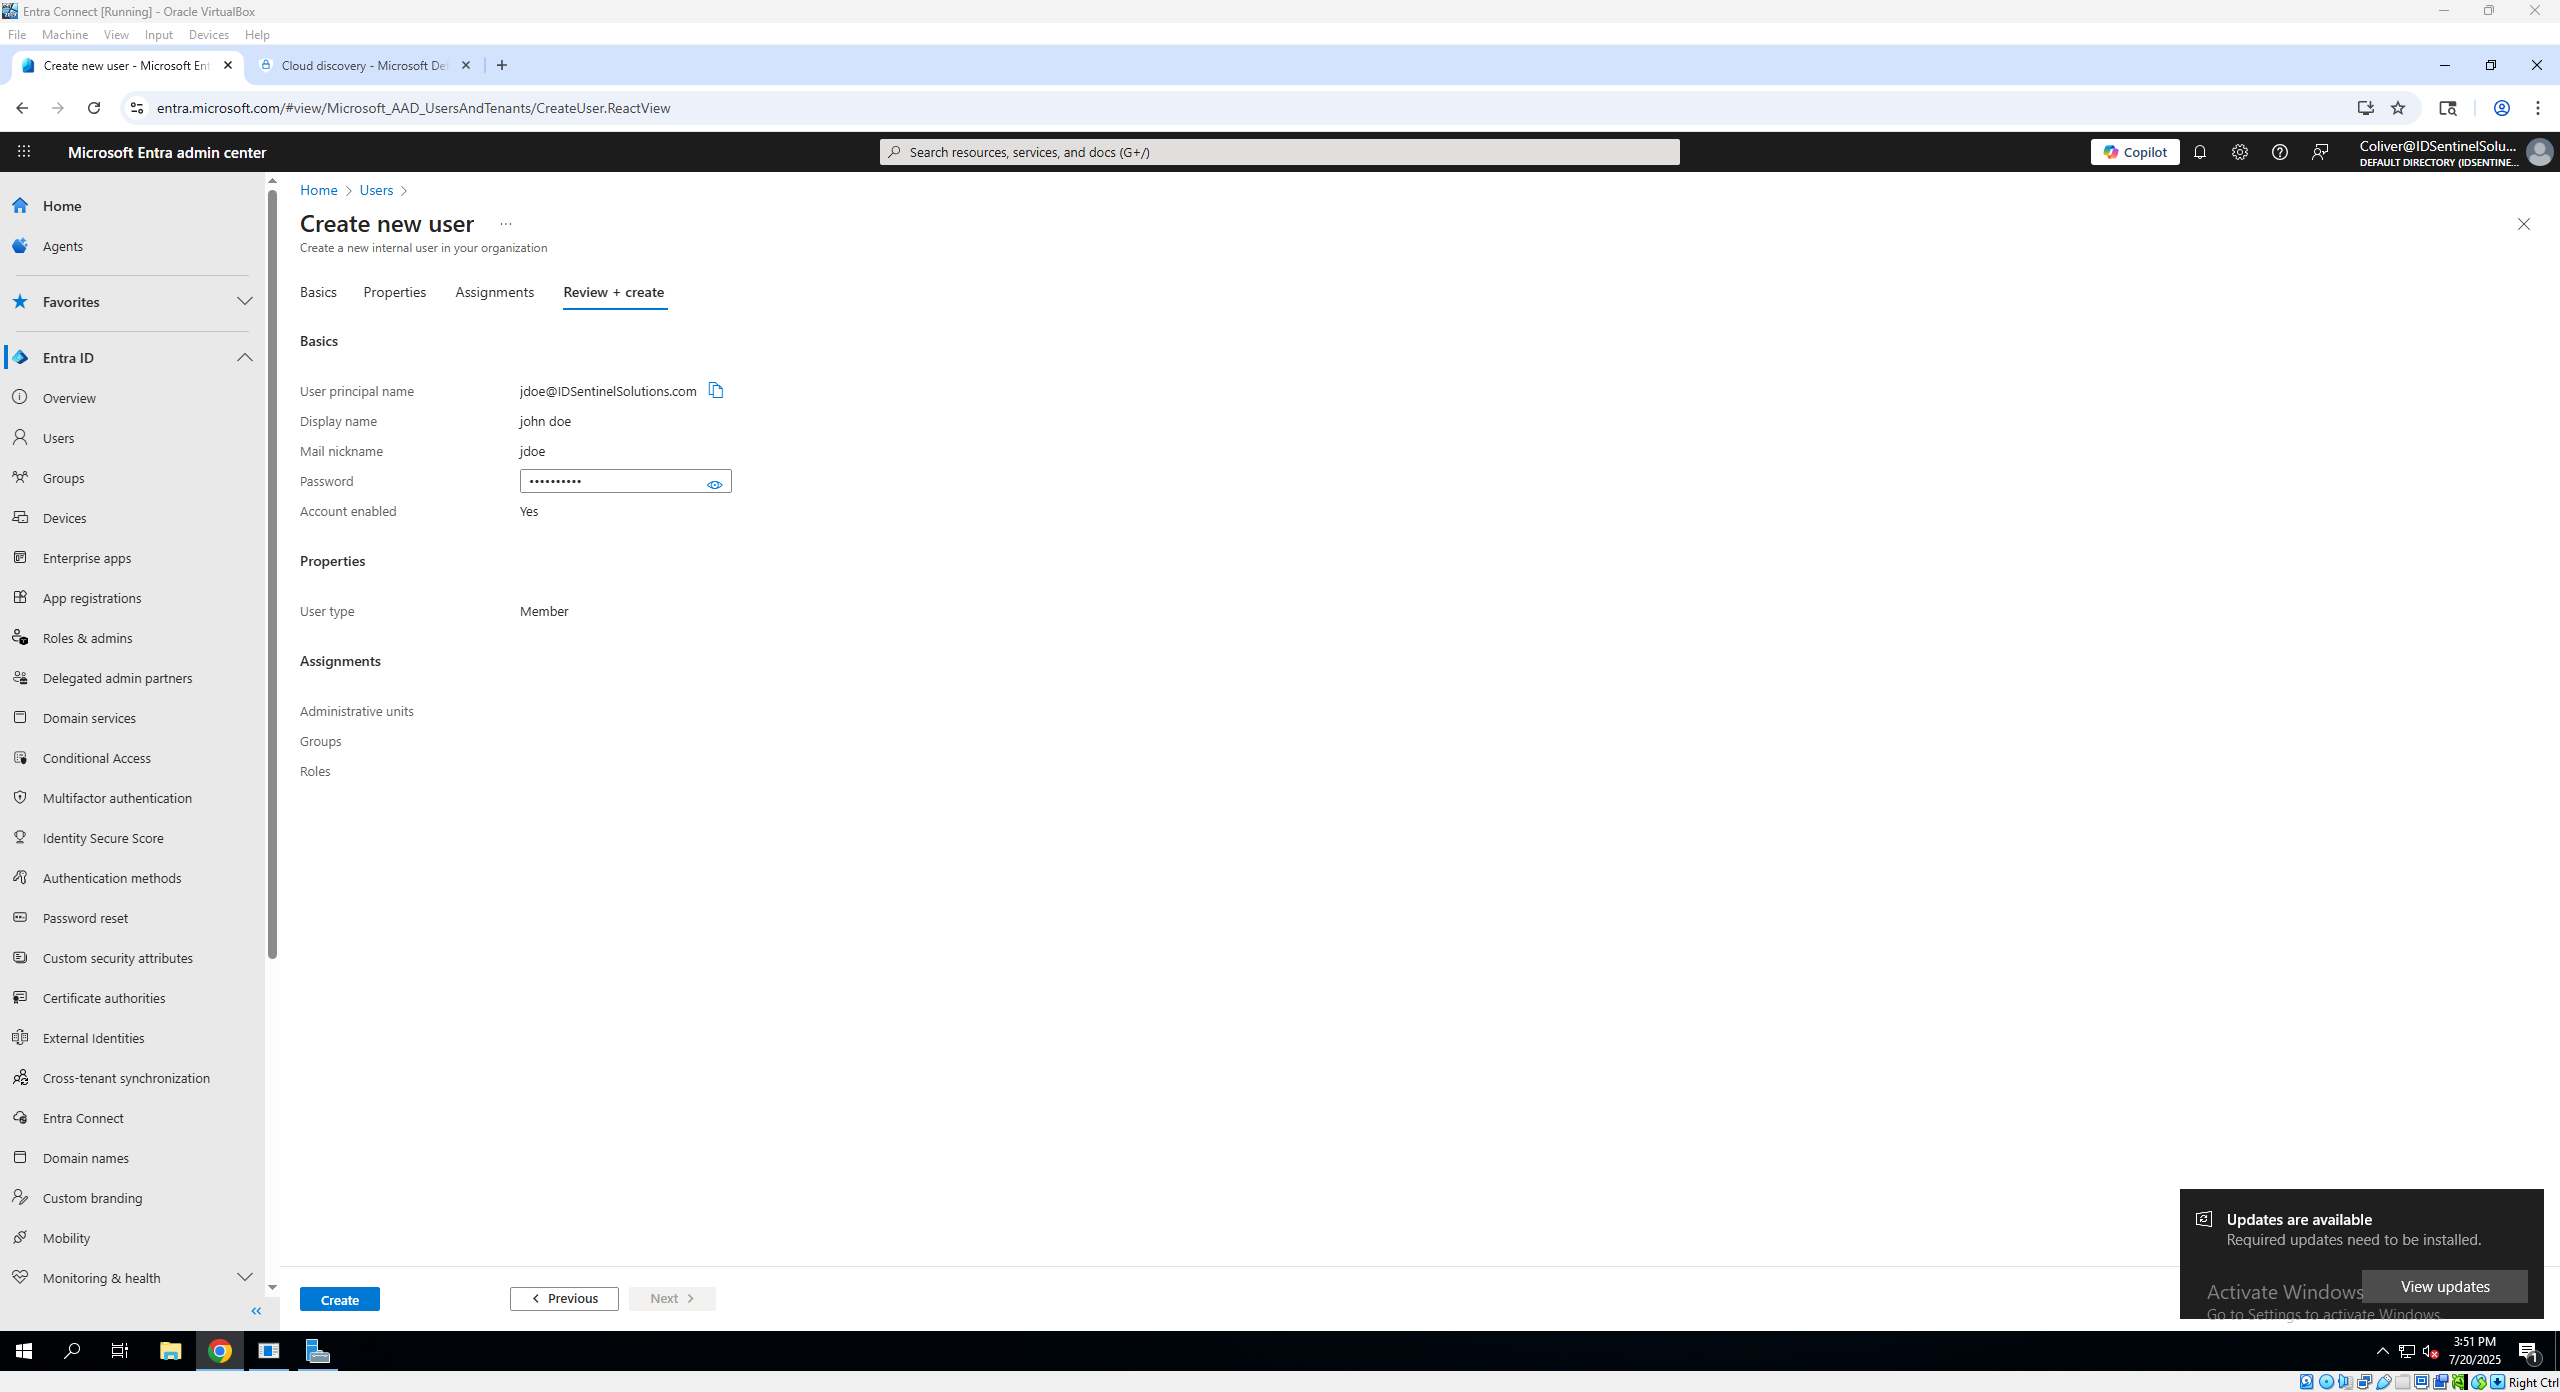 Entra Connect [Running] - Oracle VirtualBox
File Machine View Input Devices Help
Create new user - Microsoft Ent
Cloud discovery - Microsoft De
entra.microsoft.com/#view/Microsoft_AAD_UsersAndTenants/CreateUser.ReactView
Microsoft Entra admin center
Search resources, services, and docs (G+/)
Copilot
Coliver@IDSentinelSolu...
DEFAULT DIRECTORY (IDSENTINE...
Home
Agents
Favorites
Entra ID
Overview
Users
Groups
Devices
Enterprise apps
App registrations
Roles & admins
Delegated admin partners
Domain services
Conditional Access
Multifactor authentication
Identity Secure Score
Authentication methods
Password reset
Custom security attributes
Certificate authorities
External Identities
Cross-tenant synchronization
Entra Connect
Domain names
Custom branding
Mobility
Monitoring & health
Home > Users >
Create new user ...
Create a new internal user in your organization
Basics Properties Assignments Review + create
Basics
User principal name jdoe@IDSentinelSolutions.com
Display name john doe
Mail nickname jdoe
Password ••••••••••
Account enabled Yes
Properties
User type Member
Assignments
Administrative units
Groups
Roles
Create
Previous
Next
Updates are available
Required updates need to be installed.
View updates
Activate Windows
Go to Settings to activate Windows.
3:51 PM
7/20/2025
1
Right Ctrl